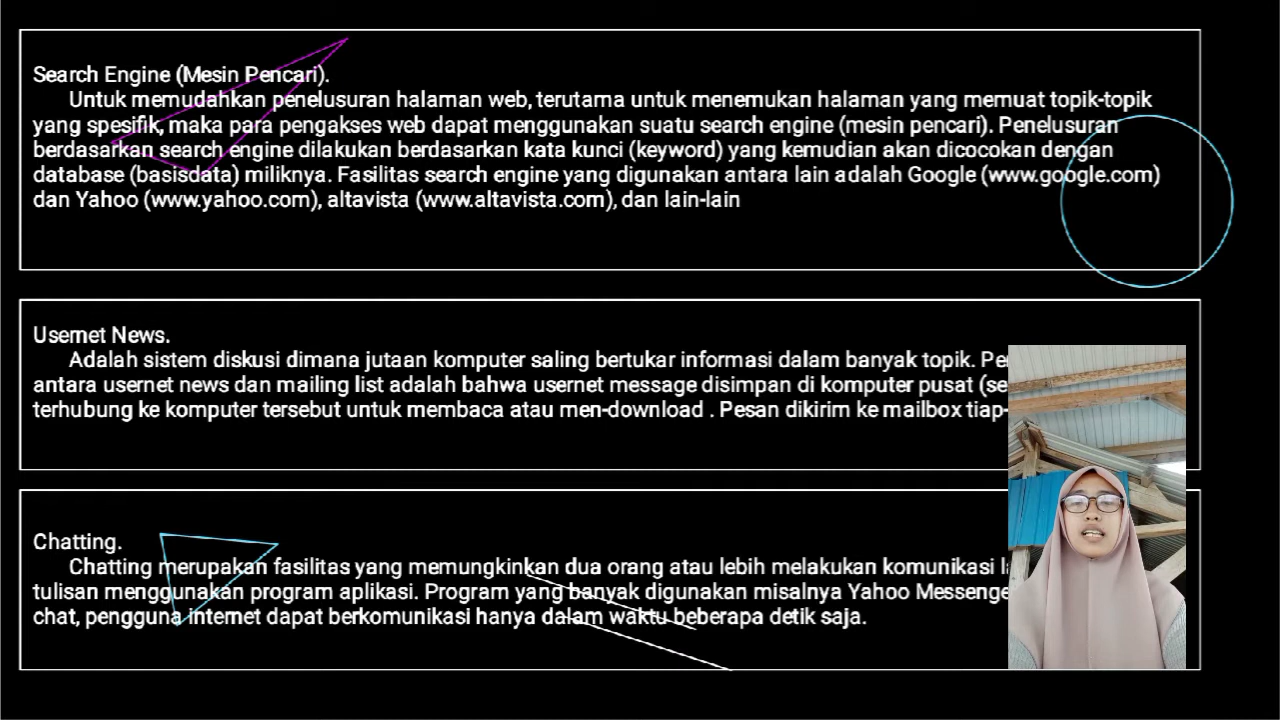 Search Engine (Mesin Pencari).
Untuk memudahkan penelusuran halaman web, terutama untuk menemukan halaman yang memuat topik-topik
yang spesifik, maka para pengakses web dapat menggunakan suatu search engine (mesin pencari). Penelusuran
berdasarkan search engine dilakukan berdasarkan kata kunci (keyword) yang kemudian akan dicocokan dengan
database (basisdata) miliknya. Fasilitas search engine yang digunakan antara lain adalah Google (www.google.com)
dan Yahoo (www.yahoo.com), altavista (www.altavista.com), dan lain-lain
Usernet News.
Adalah sistem diskusi dimana jutaan komputer saling bertukar informasi dalam banyak topik.
antara usernet news dan mailing list adalah bahwa usernet message disimpan di komputer pusat
terhubung ke komputer tersebut untuk membaca atau men-download . Pesan dikirim ke mailbox tiap-
Chatting.
Chatting merupakan fasilitas yang memungkinkan dua orang atau lebih melakukan komunikasi
tulisan menggunakan program aplikasi. Program yang banyak digunakan misalnya Yahoo
chat, pengguna internet dapat berkomunikasi hanya dalam waktu beberapa detik saja.